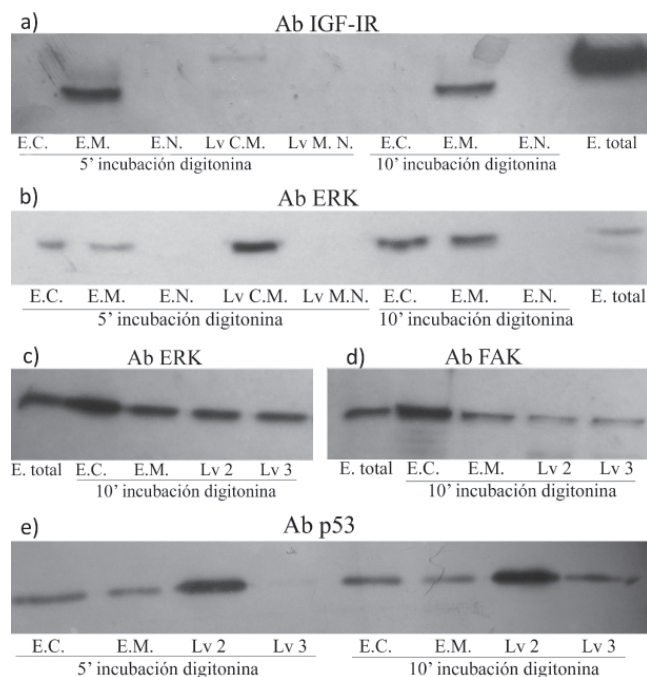 a) Ab IGF-IR
E.C. E.M. E.N. Lv C.M. Lv M. N. E.C. E.M. E.N. E. total
5' incubación digitonina 10' incubación digitonina
b) Ab ERK
E.C. E.M. E.N. Lv C.M. Lv M.N. E.C. E.M. E.N. E. total
5' incubación digitonina 10' incubación digitonina
c) Ab ERK d) Ab FAK
E. total E.C. E.M. Lv 2 Lv 3 E. total E.C. E.M. Lv 2 Lv 3
10' incubación digitonina 10' incubación digitonina
e) Ab p53
E.C. E.M. Lv 2 Lv 3 E.C. E.M. Lv 2 Lv 3
5' incubación digitonina 10' incubación digitonina